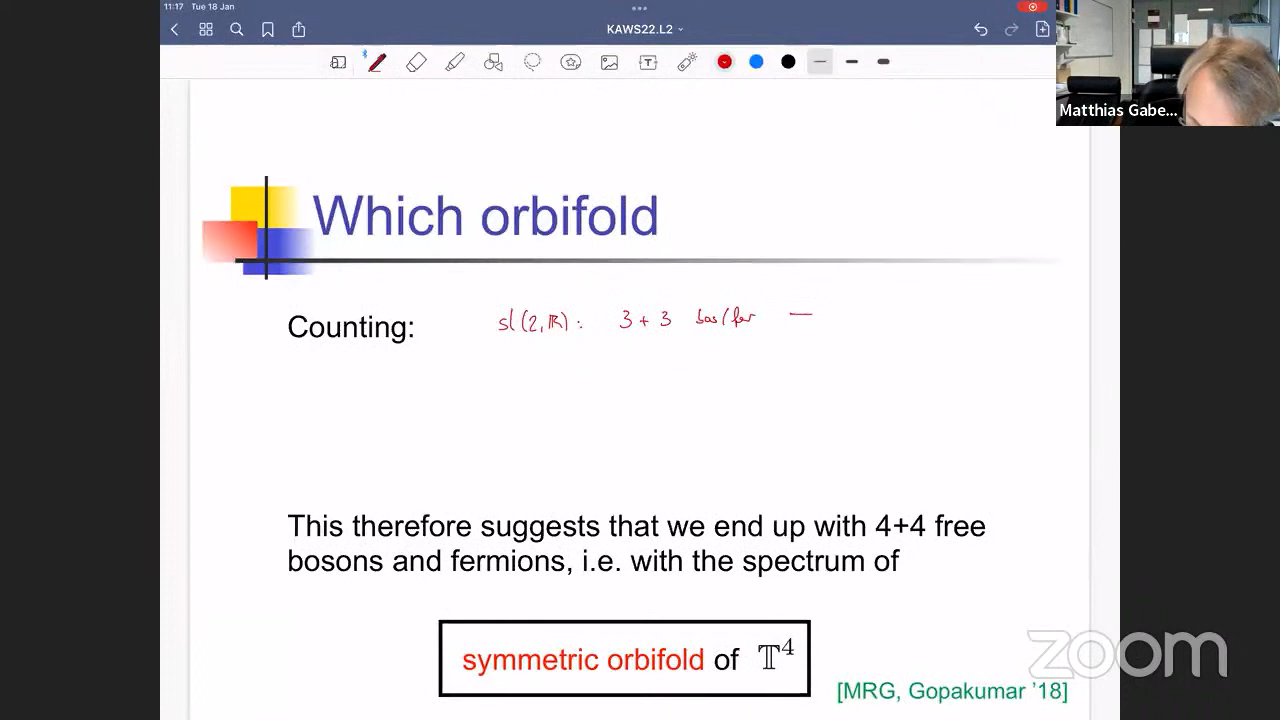 11:17 Tue 18 Jan
KAWS22.L2
Matthias Gabe...
Which orbifold
Counting: sl(2,ℝ): 3 + 3 bos/fer —
This therefore suggests that we end up with 4+4 free
bosons and fermions, i.e. with the spectrum of
symmetric orbifold of 𝕋⁴
zoom
[MRG, Gopakumar '18]